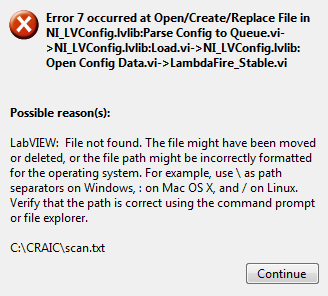 Error 7 occurred at Open/Create/Replace File in
NI_LVConfig.lvlib:Parse Config to Queue.vi-
>NI_LVConfig.lvlib:Load.vi->NI_LVConfig.lvlib:
Open Config Data.vi->LambdaFire_Stable.vi
Possible reason(s):
LabVIEW:  File not found. The file might have been moved
or deleted, or the file path might be incorrectly formatted
for the operating system. For example, use \ as path
separators on Windows, : on Mac OS X, and / on Linux.
Verify that the path is correct using the command prompt
or file explorer.
C:\CRAIC\scan.txt
Continue